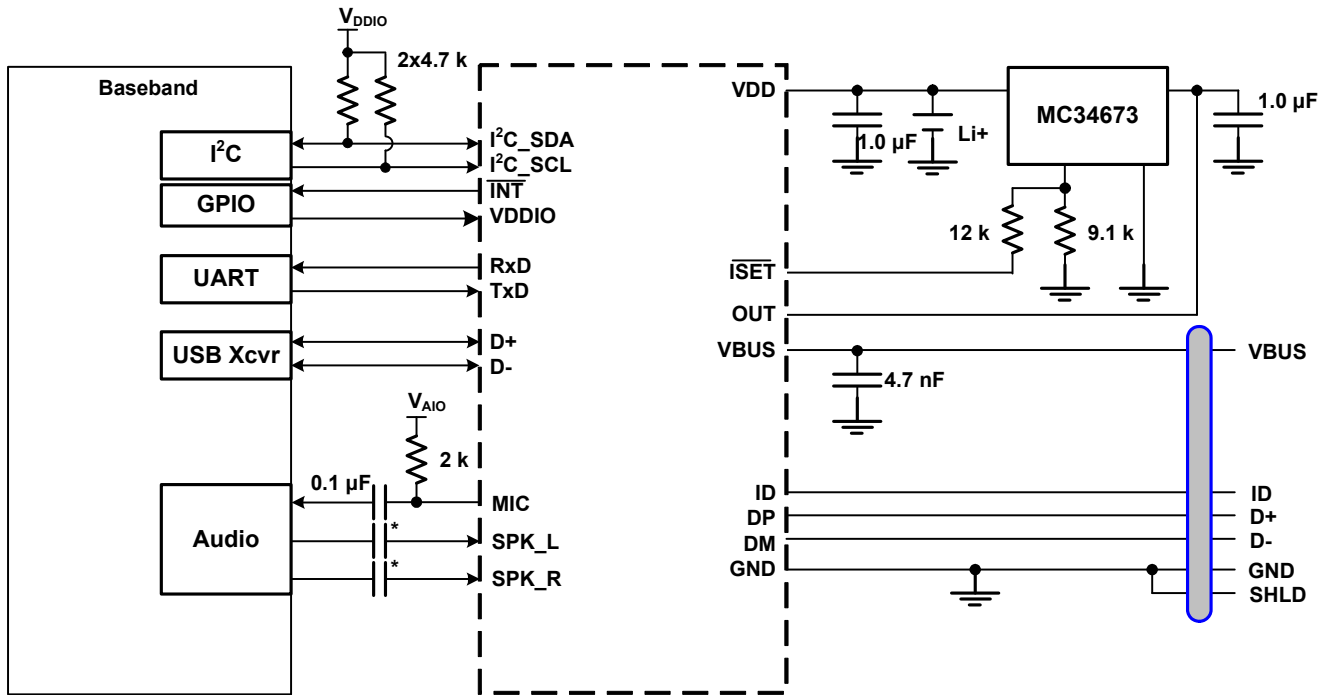 V_DDIO
2x4.7 k
Baseband
I²C
GPIO
UART
USB Xcvr
Audio
I²C_SDA
I²C_SCL
INT
VDDIO
RxD
TxD
D+
D-
V_AIO
2 k
0.1 µF
*
*
MIC
SPK_L
SPK_R
VDD
ISET
OUT
VBUS
ID
DP
DM
GND
1.0 µF
Li+
MC34673
1.0 µF
12 k
9.1 k
4.7 nF
VBUS
ID
D+
D-
GND
SHLD